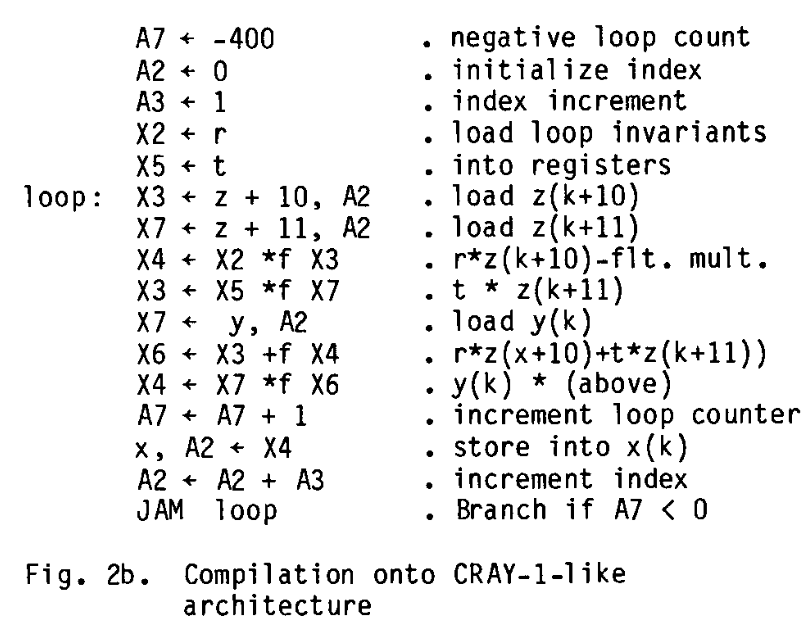 A7 ← -400 . negative loop count
A2 ← 0 . initialize index
A3 ← 1 . index increment
X2 ← r . load loop invariants
X5 ← t . into registers
loop: X3 ← z + 10, A2 . load z(k+10)
X7 ← z + 11, A2 . load z(k+11)
X4 ← X2 *f X3 . r*z(k+10)-flt. mult.
X3 ← X5 *f X7 . t * z(k+11)
X7 ← y, A2 . load y(k)
X6 ← X3 +f X4 . r*z(x+10)+t*z(k+11))
X4 ← X7 *f X6 . y(k) * (above)
A7 ← A7 + 1 . increment loop counter
x, A2 ← X4 . store into x(k)
A2 ← A2 + A3 . increment index
JAM loop . Branch if A7 < 0
Fig. 2b. Compilation onto CRAY-1-like
architecture